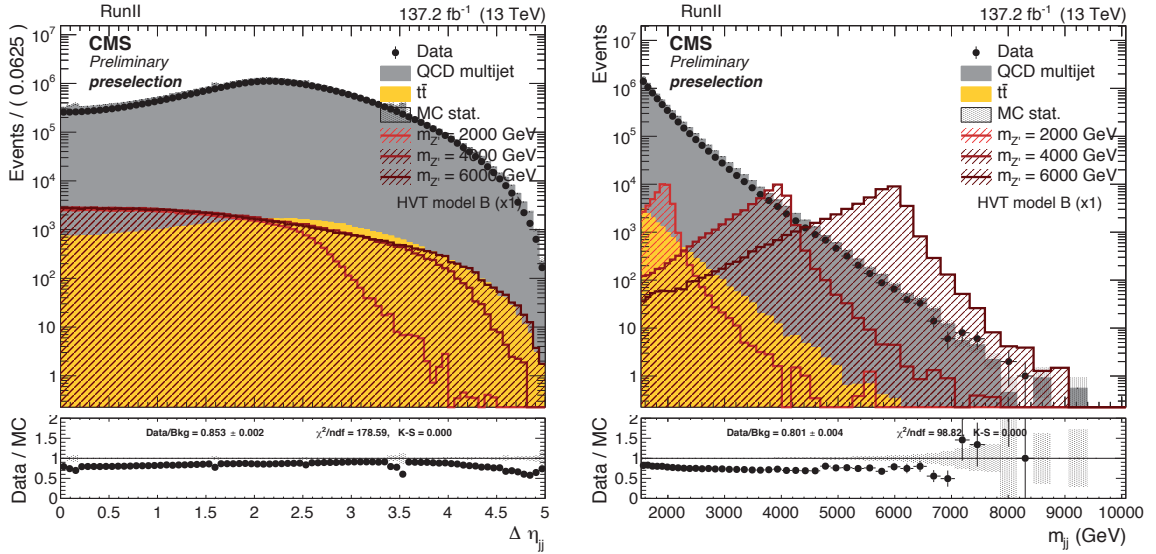 RunII
137.2 fb⁻¹ (13 TeV)
Events / ( 0.0625)
10⁷
10⁶
10⁵
10⁴
10³
10²
10
1
CMS
Preliminary
preselection
Data
QCD multijet
tt̄
MC stat.
m_Z' = 2000 GeV
m_Z' = 4000 GeV
m_Z' = 6000 GeV
HVT model B (x1)
Data / MC
2
1.5
1
0.5
0
Data/Bkg = 0.853 ± 0.002
χ²/ndf = 178.59, K-S = 0.000
0 0.5 1 1.5 2 2.5 3 3.5 4 4.5 5
Δ η_jj
RunII
137.2 fb⁻¹ (13 TeV)
Events
10⁷
10⁶
10⁵
10⁴
10³
10²
10
1
CMS
Preliminary
preselection
Data
QCD multijet
tt̄
MC stat.
m_Z' = 2000 GeV
m_Z' = 4000 GeV
m_Z' = 6000 GeV
HVT model B (x1)
Data / MC
2
1.5
1
0.5
0
Data/Bkg = 0.801 ± 0.004
χ²/ndf = 98.82, K-S = 0.000
2000 3000 4000 5000 6000 7000 8000 9000 10000
m_jj (GeV)